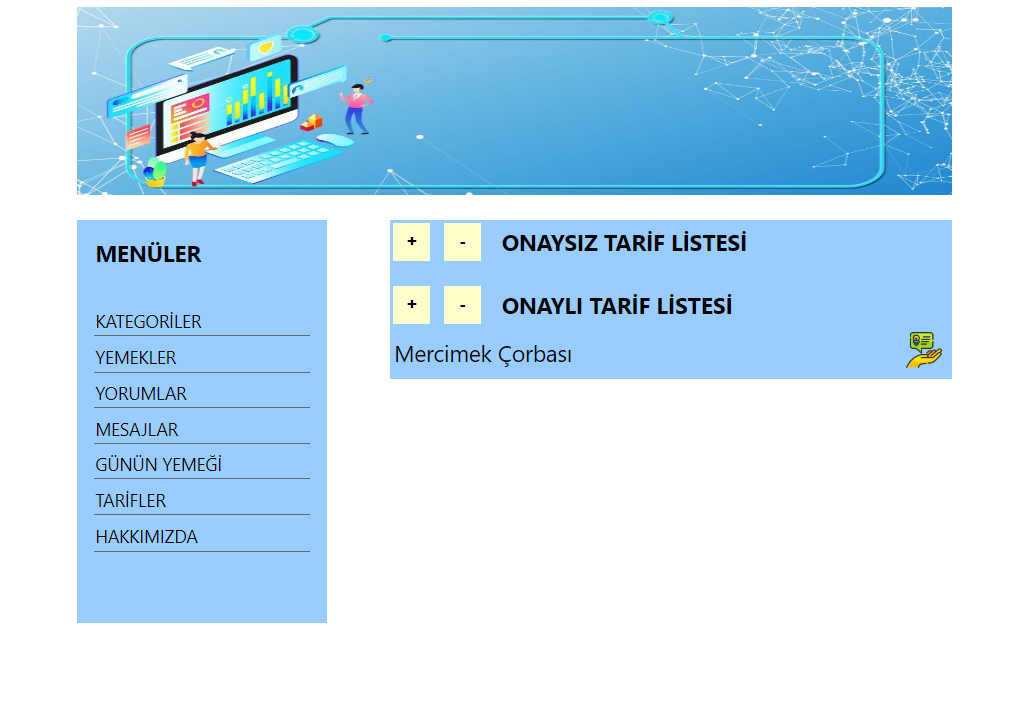 MENÜLER
KATEGORİLER
YEMEKLER
YORUMLAR
MESAJLAR
GÜNÜN YEMEĞİ
TARİFLER
HAKKIMIZDA
+ - ONAYSIZ TARİF LİSTESİ
+ - ONAYLI TARİF LİSTESİ
Mercimek Çorbası